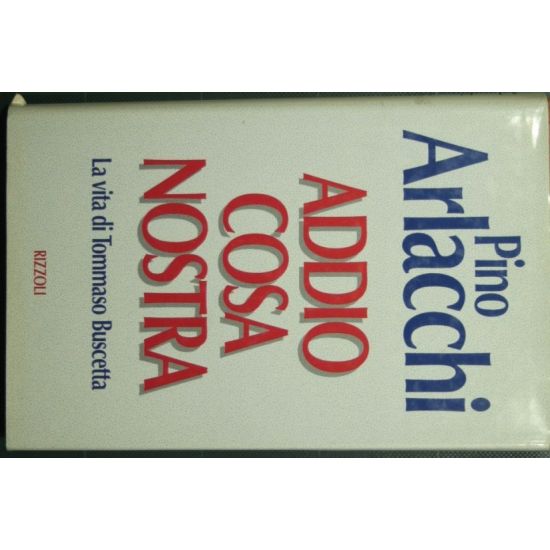 Pino
Arlacchi
ADDIO
COSA
NOSTRA
La vita di Tommaso Buscetta
RIZZOLI